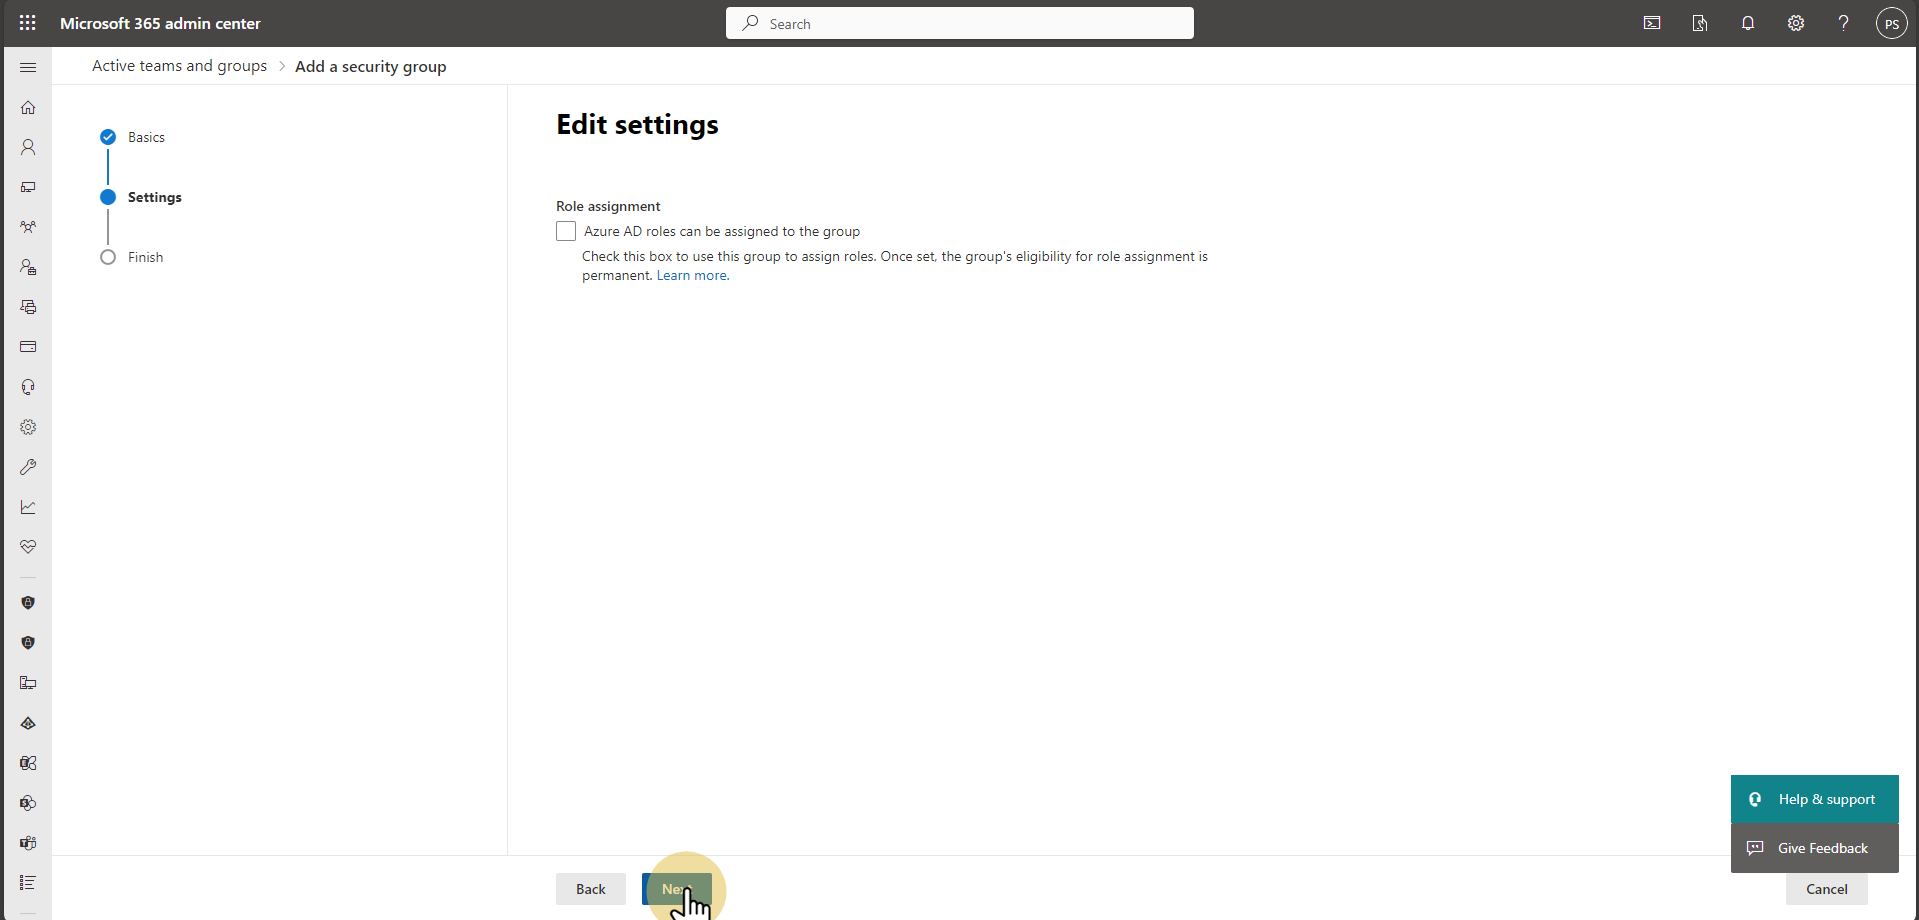 Microsoft 365 admin center
Search
PS
Active teams and groups > Add a security group
Basics
Settings
Finish
Edit settings
Role assignment
Azure AD roles can be assigned to the group
Check this box to use this group to assign roles. Once set, the group's eligibility for role assignment is
permanent. Learn more.
Help & support
Give Feedback
Back
Next
Cancel